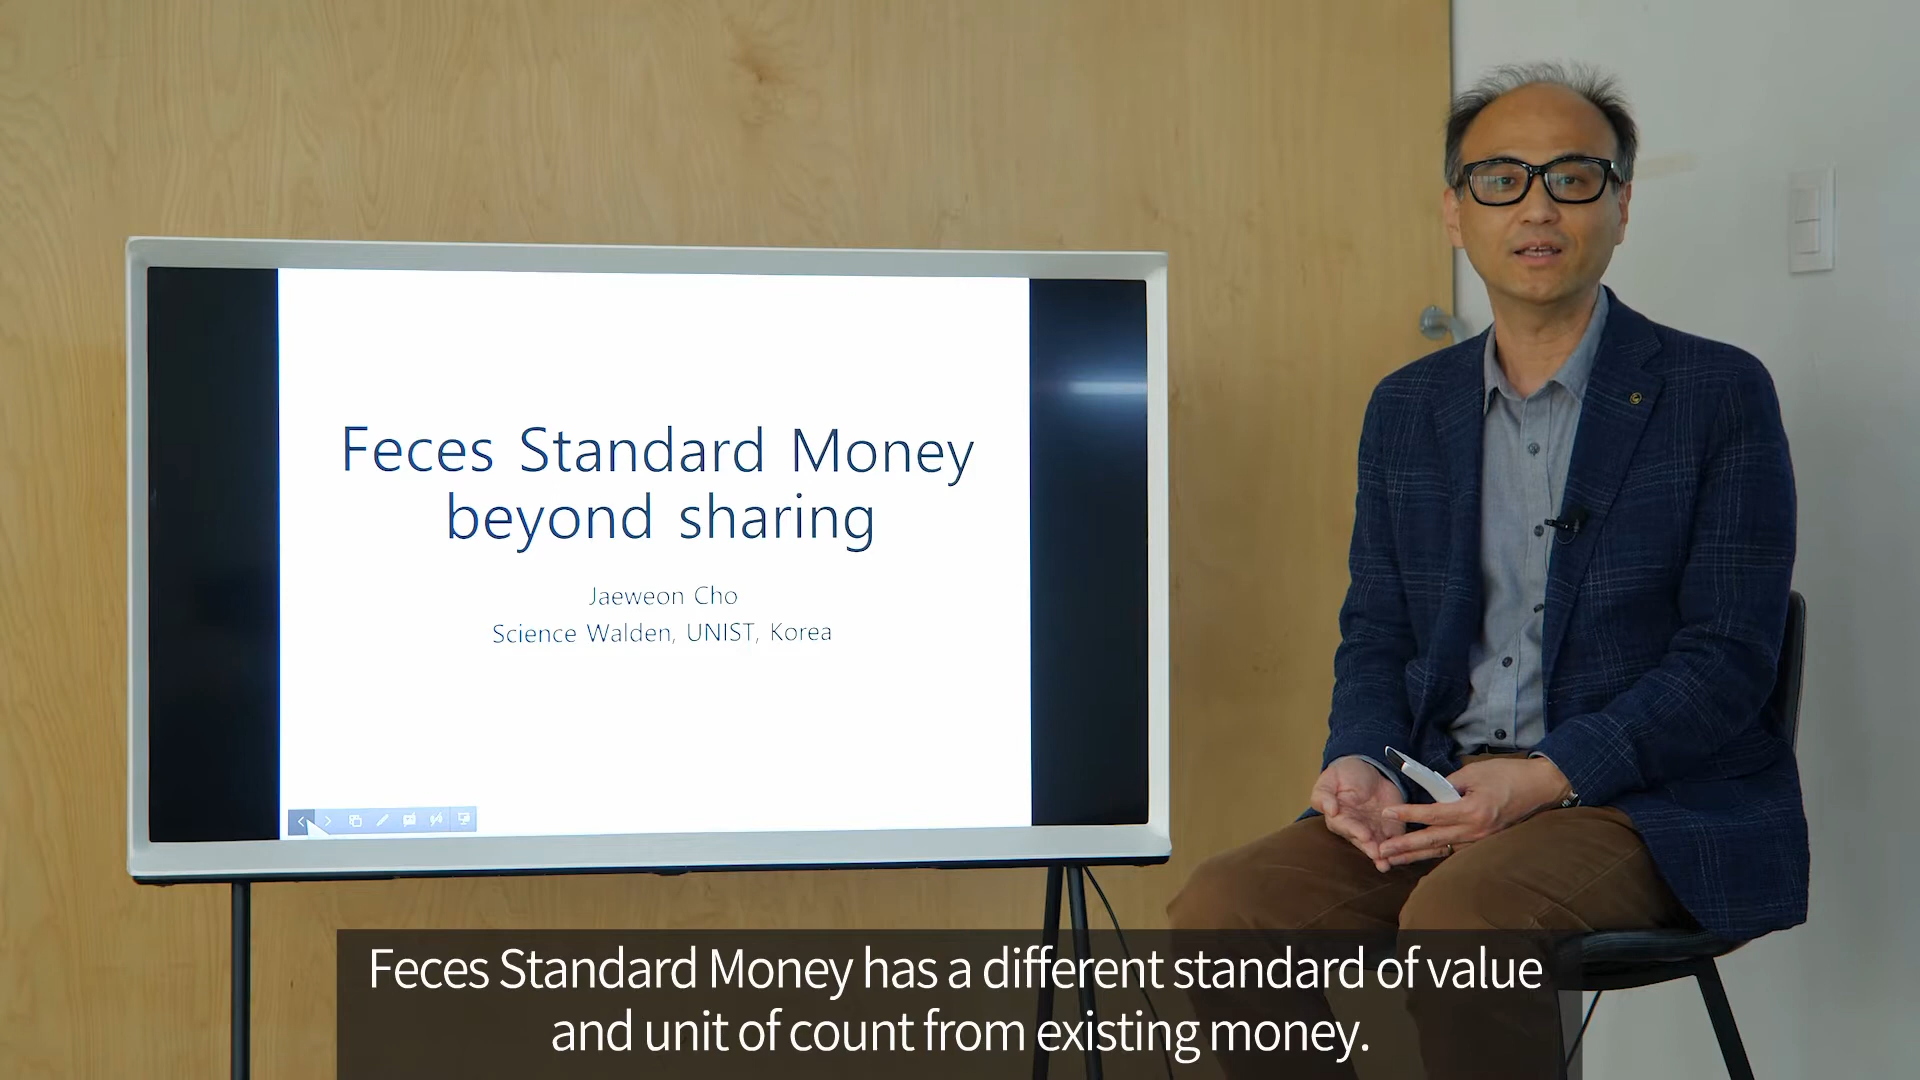 Feces Standard Money
beyond sharing
Jaeweon Cho
Science Walden, UNIST, Korea
Feces Standard Money has a different standard of value
and unit of count from existing money.